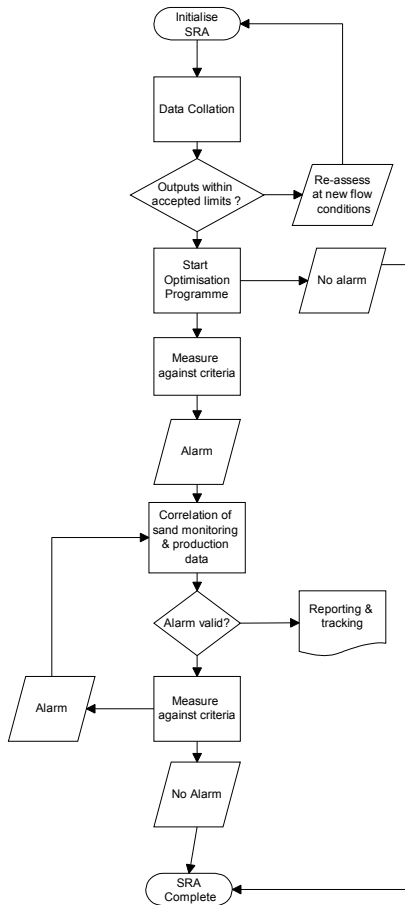 Initialise
SRA
Data Collation
Outputs within
accepted limits ?
Re-assess
at new flow
conditions
Start
Optimisation
Programme
No alarm
Measure
against criteria
Alarm
Correlation of
sand monitoring
& production
data
Alarm valid?
Reporting &
tracking
Alarm
Measure
against criteria
No Alarm
SRA
Complete